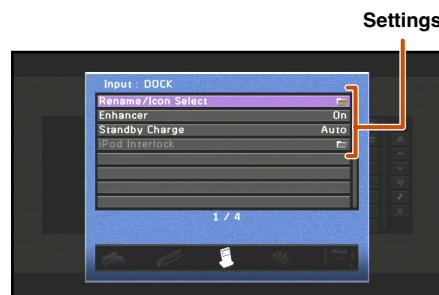 Settings
Input : DOCK
Rename/Icon Select
Enhancer On
Standby Charge Auto
iPod Interlock
1 / 4